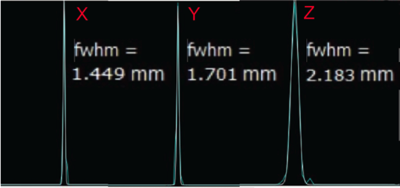 X Y Z
fwhm = fwhm = fwhm =
1.449 mm 1.701 mm 2.183 mm